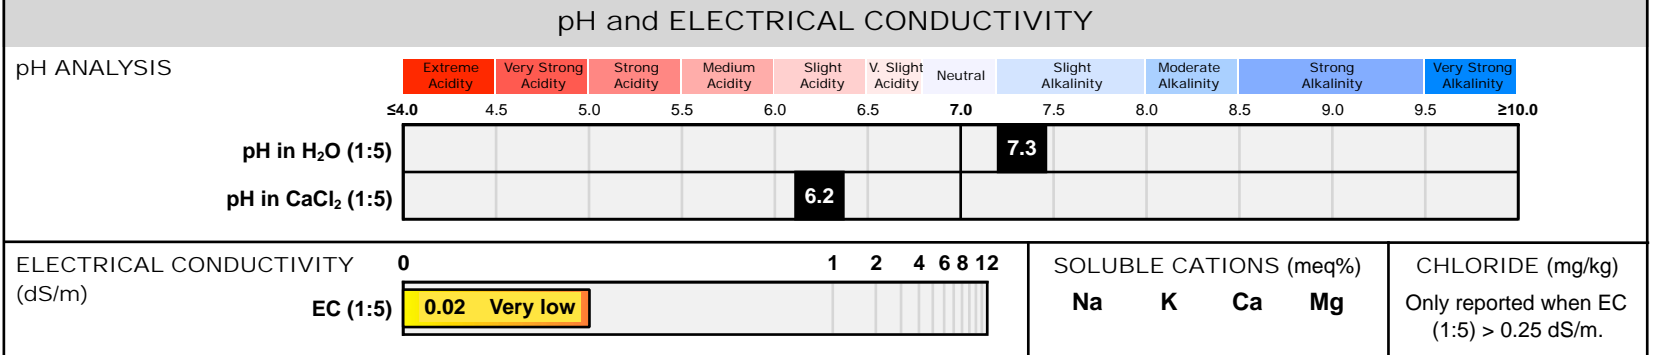 pH and ELECTRICAL CONDUCTIVITY
pH ANALYSIS
Extreme Acidity
Very Strong Acidity
Strong Acidity
Medium Acidity
Slight Acidity
V. Slight Acidity
Neutral
Slight Alkalinity
Moderate Alkalinity
Strong Alkalinity
Very Strong Alkalinity
≤4.0 4.5 5.0 5.5 6.0 6.5 7.0 7.5 8.0 8.5 9.0 9.5 ≥10.0
pH in H₂O (1:5) 7.3
pH in CaCl₂ (1:5) 6.2
ELECTRICAL CONDUCTIVITY
(dS/m)
0 1 2 4 6 8 12
EC (1:5) 0.02 Very low
SOLUBLE CATIONS (meq%)
Na K Ca Mg
CHLORIDE (mg/kg)
Only reported when EC
(1:5) > 0.25 dS/m.